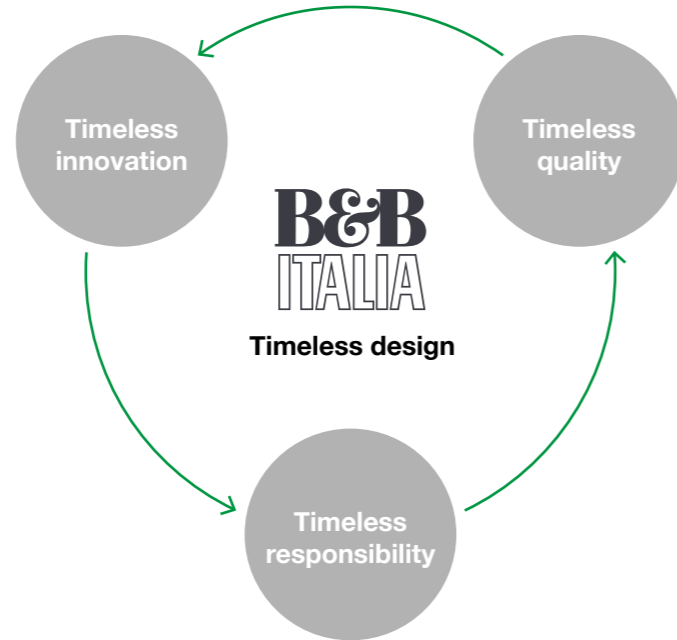 Timeless
innovation
Timeless
quality
B&B
ITALIA
Timeless design
Timeless
responsibility